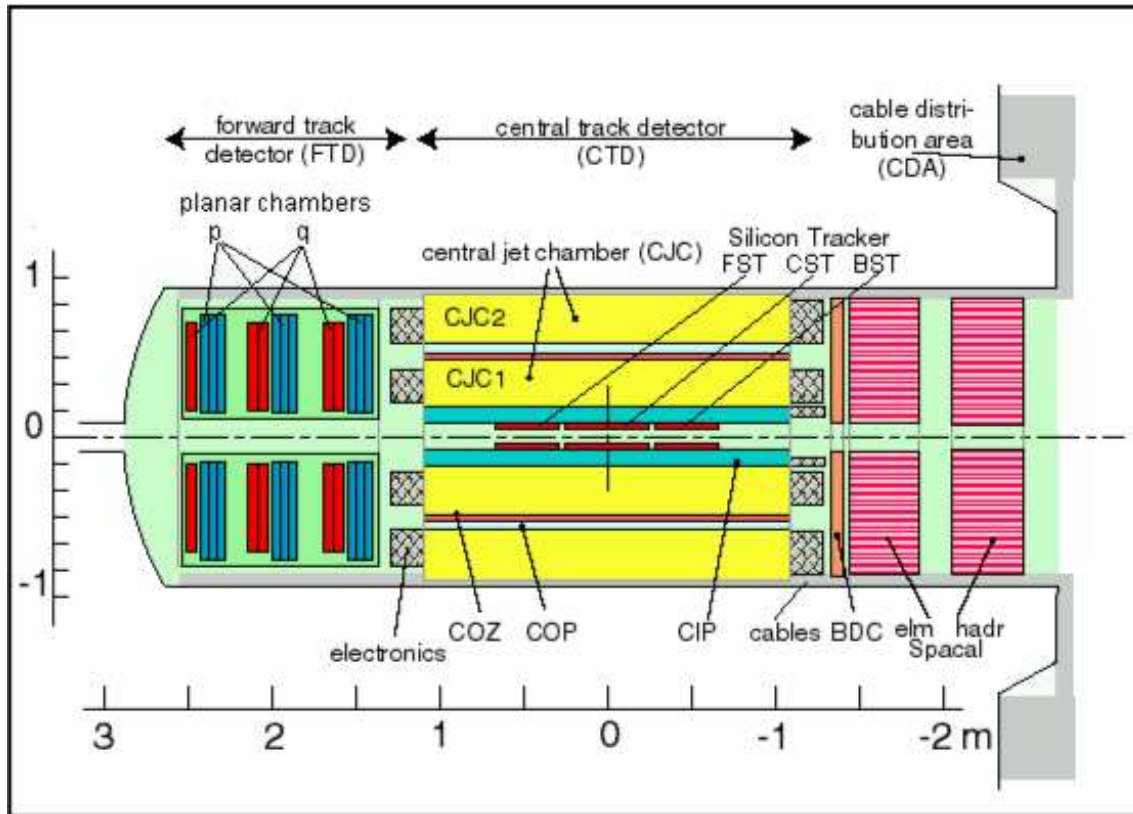 forward track
detector (FTD)
central track detector
(CTD)
cable distri-
bution area
(CDA)
planar chambers
p q
central jet chamber (CJC)
Silicon Tracker
FST CST BST
1
CJC2
CJC1
0
-1
electronics
COZ
COP
CIP
cables
BDC
elm hadr
Spacal
3 2 1 0 -1 -2 m